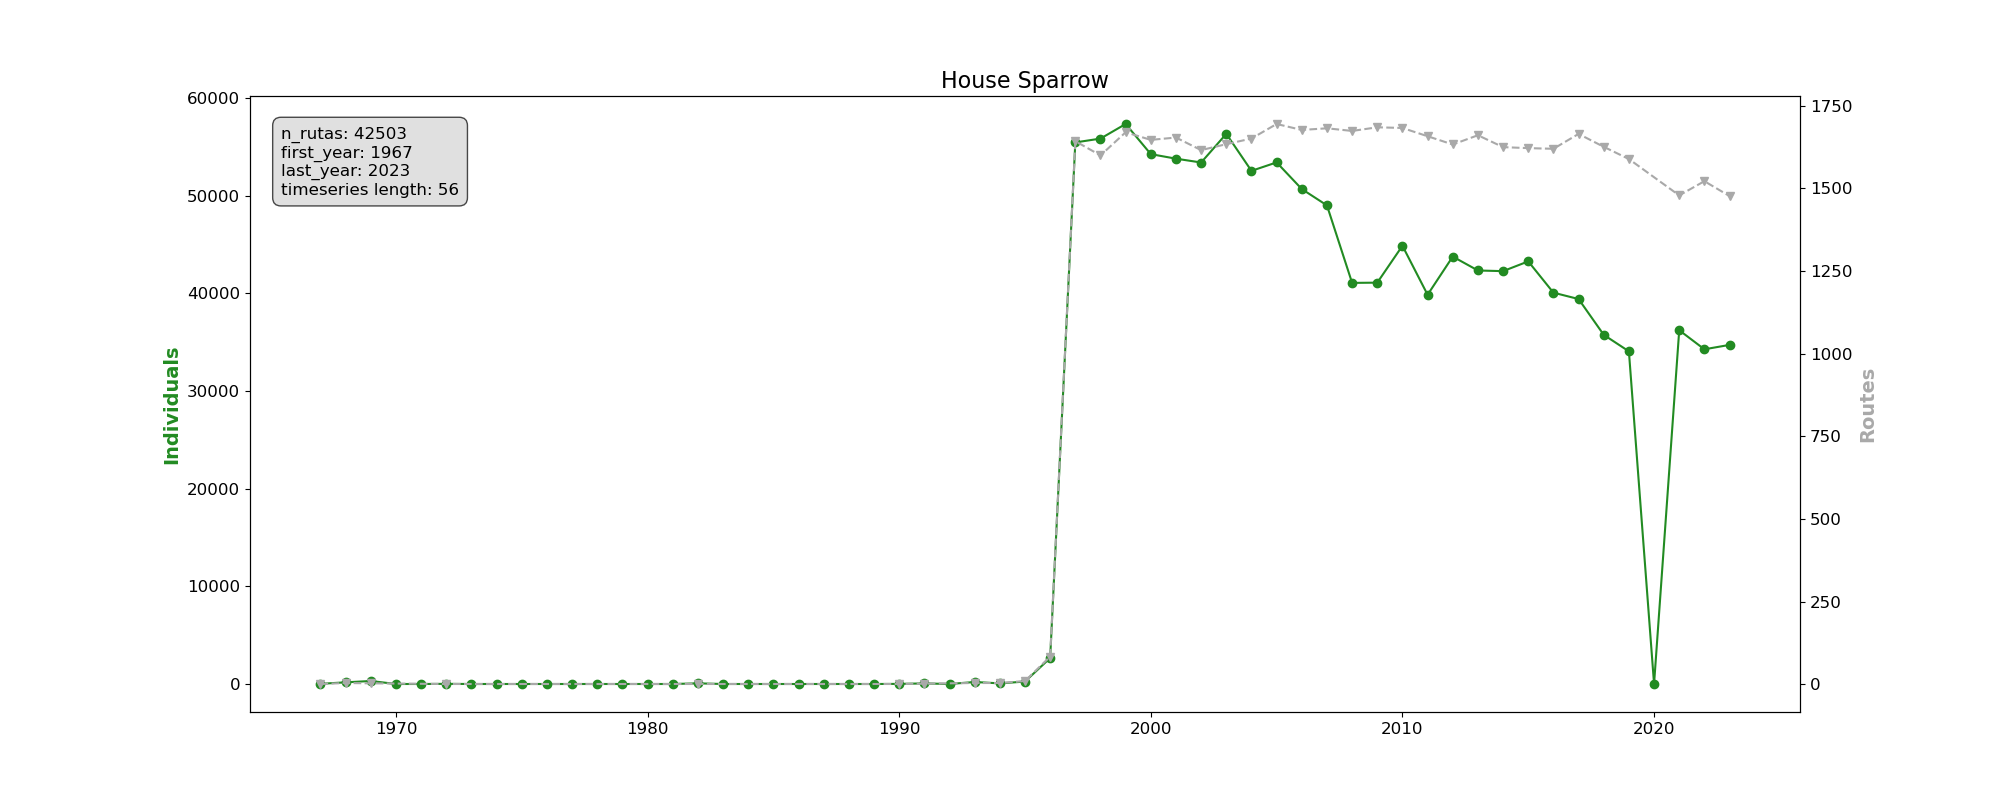 House Sparrow
n_rutas: 42503
first_year: 1967
last_year: 2023
timeseries length: 56
Individuals
60000
50000
40000
30000
20000
10000
0
1750
1500
1250
1000
750
500
250
0
Routes
1970 1980 1990 2000 2010 2020